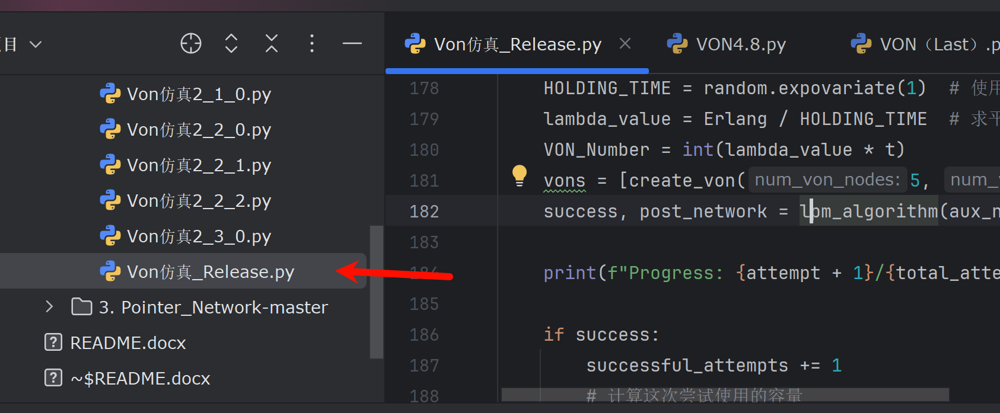 目
Von仿真2_1_0.py
Von仿真2_2_0.py
Von仿真2_2_1.py
Von仿真2_2_2.py
Von仿真2_3_0.py
Von仿真_Release.py
3. Pointer_Network-master
README.docx
~$README.docx
Von仿真_Release.py VON4.8.py VON（Last）.p
178 HOLDING_TIME = random.expovariate(1) # 使用
179 lambda_value = Erlang / HOLDING_TIME # 求平
180 VON_Number = int(lambda_value * t)
181 vons = [create_von( num_von_nodes: 5, num_v
182 success, post_network = lpm_algorithm(aux_n
183
184 print(f"Progress: {attempt + 1}/{total_atte
185
186 if success:
187 successful_attempts += 1
188 # 计算这次尝试使用的容量